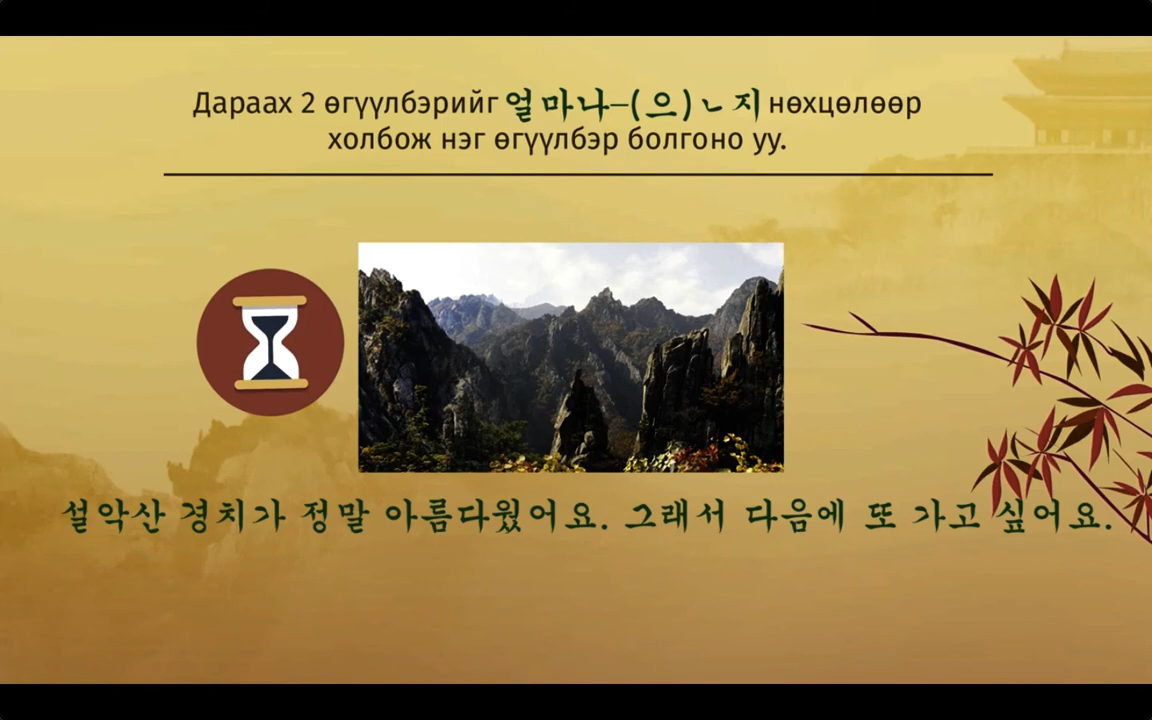 Дараах 2 өгүүлбэрийг 얼마나–(으)ㄴ지 нөхцөлөөр
холбож нэг өгүүлбэр болгоно уу.
설악산 경치가 정말 아름다웠어요. 그래서 다음에 또 가고 싶어요.